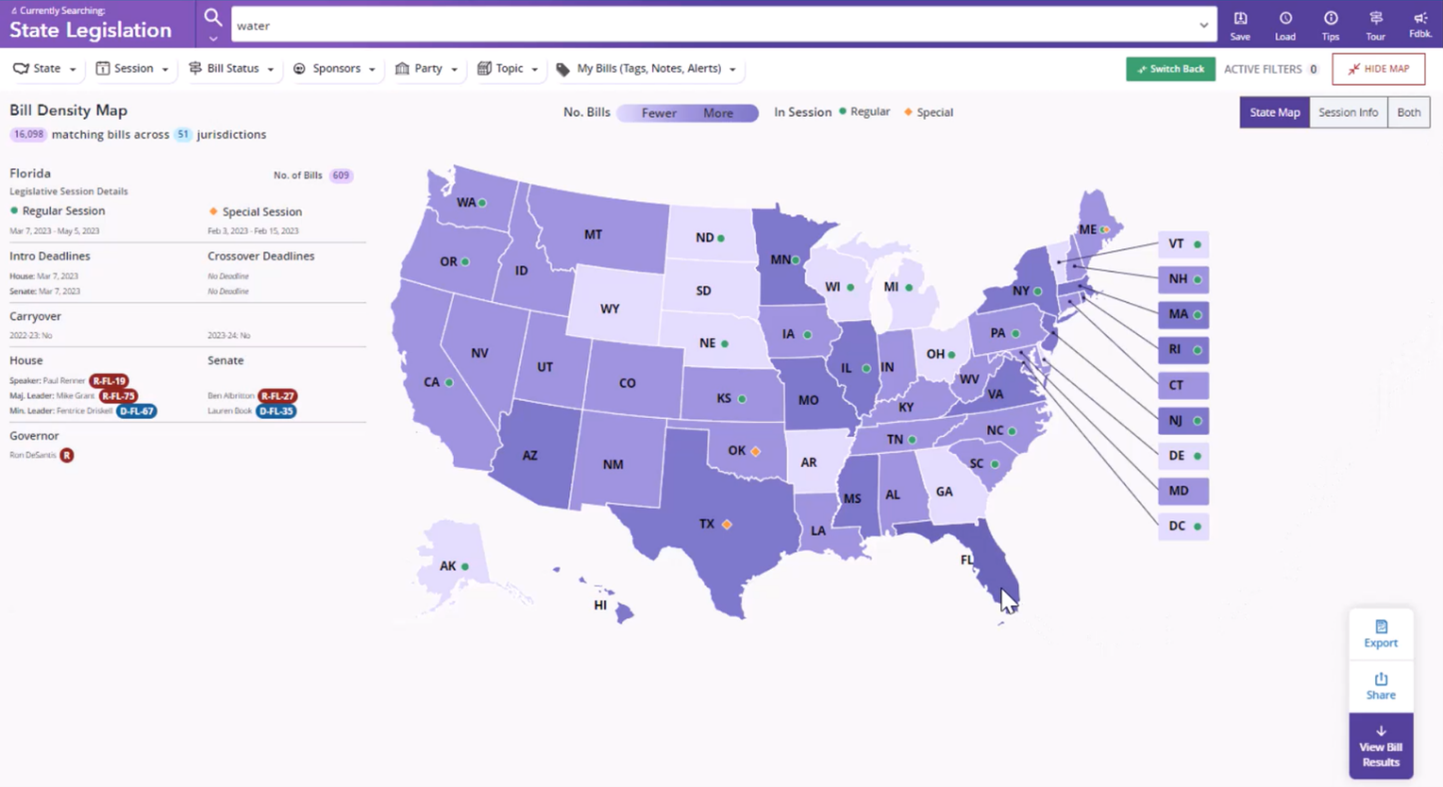 Currently Searching:
State Legislation
water
Save
Load
Tips
Tour
Fdbk.
State
Session
Bill Status
Sponsors
Party
Topic
My Bills (Tags, Notes, Alerts)
Switch Back
ACTIVE FILTERS 0
HIDE MAP
Bill Density Map
16,098 matching bills across 51 jurisdictions
No. Bills Fewer More In Session Regular Special
State Map
Session Info
Both
Florida
No. of Bills 609
Legislative Session Details
Regular Session
Special Session
Mar 7, 2023 - May 5, 2023
Feb 3, 2023 - Feb 15, 2023
Intro Deadlines
Crossover Deadlines
House: Mar 7, 2023
No Deadline
Senate: Mar 7, 2023
No Deadline
Carryover
2022-23: No
2023-24: No
House
Senate
Speaker: Paul Renner R-FL-19
Maj. Leader: Mike Grant R-FL-75
Ben Albritton R-FL-27
Min. Leader: Fentrice Driskell D-FL-67
Lauren Book D-FL-35
Governor
Ron DeSantis R
WA
MT
ND
MN
ME
OR
ID
WY
SD
WI
MI
NY
NV
UT
NE
IA
PA
CA
CO
KS
MO
IL
IN
OH
WV
VA
KY
AZ
NM
OK
AR
TN
NC
SC
TX
LA
MS
AL
GA
FL
AK
HI
VT
NH
MA
RI
CT
NJ
DE
MD
DC
Export
Share
View Bill
Results